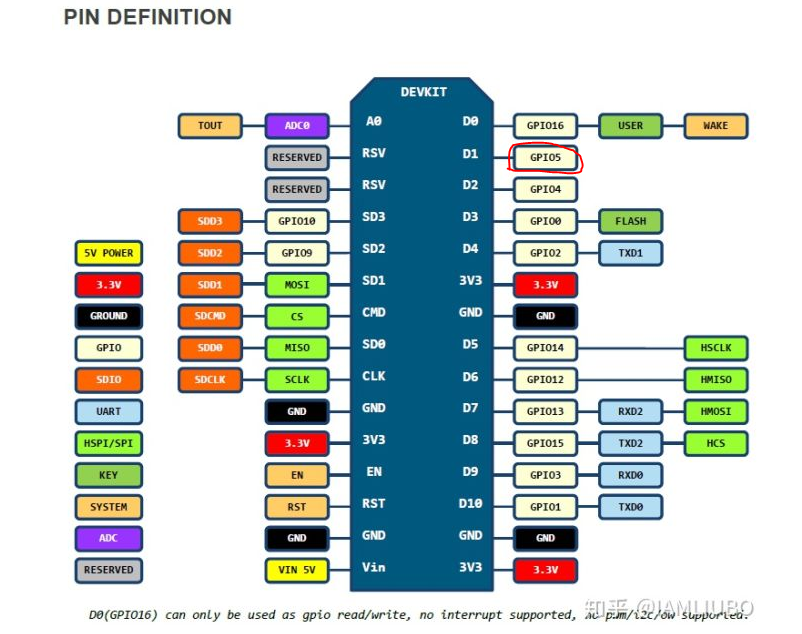 PIN DEFINITION
DEVKIT
TOUT ADC0 A0 D0 GPIO16 USER WAKE
RESERVED RSV D1 GPIO5
RESERVED RSV D2 GPIO4
SDD3 GPIO10 SD3 D3 GPIO0 FLASH
5V POWER SDD2 GPIO9 SD2 D4 GPIO2 TXD1
3.3V SDD1 MOSI SD1 3V3 3.3V
GROUND SDCMD CS CMD GND GND
GPIO SDD0 MISO SD0 D5 GPIO14 HSCLK
SDIO SDCLK SCLK CLK D6 GPIO12 HMISO
UART GND GND D7 GPIO13 RXD2 HMOSI
HSPI/SPI 3.3V 3V3 D8 GPIO15 TXD2 HCS
KEY EN EN D9 GPIO3 RXD0
SYSTEM RST RST D10 GPIO1 TXD0
ADC GND GND GND GND
RESERVED VIN 5V Vin 3V3 3.3V
D0(GPIO16) can only be used as gpio read/write, no interrupt supported, no pwm/i2c/ow supported.
知乎 @IAMLIUBO